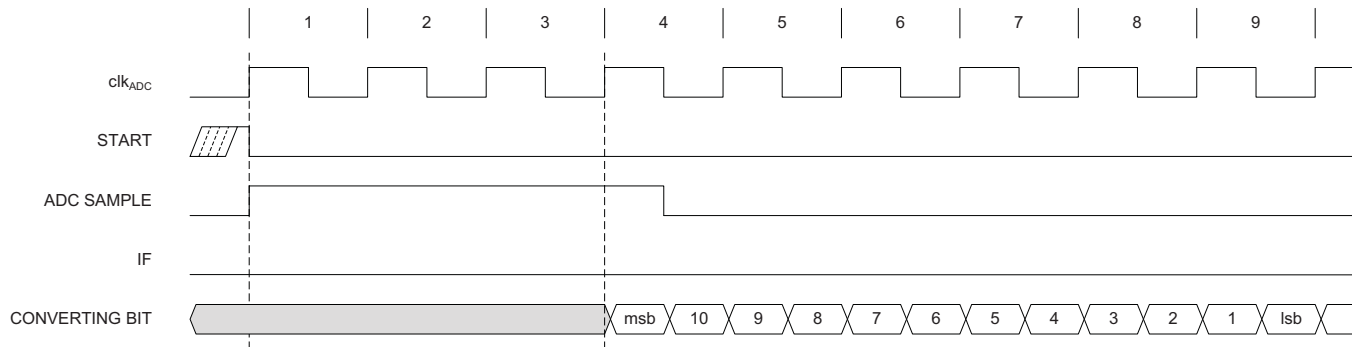 1 2 3 4 5 6 7 8 9
clkADC
START
ADC SAMPLE
IF
CONVERTING BIT msb 10 9 8 7 6 5 4 3 2 1 lsb